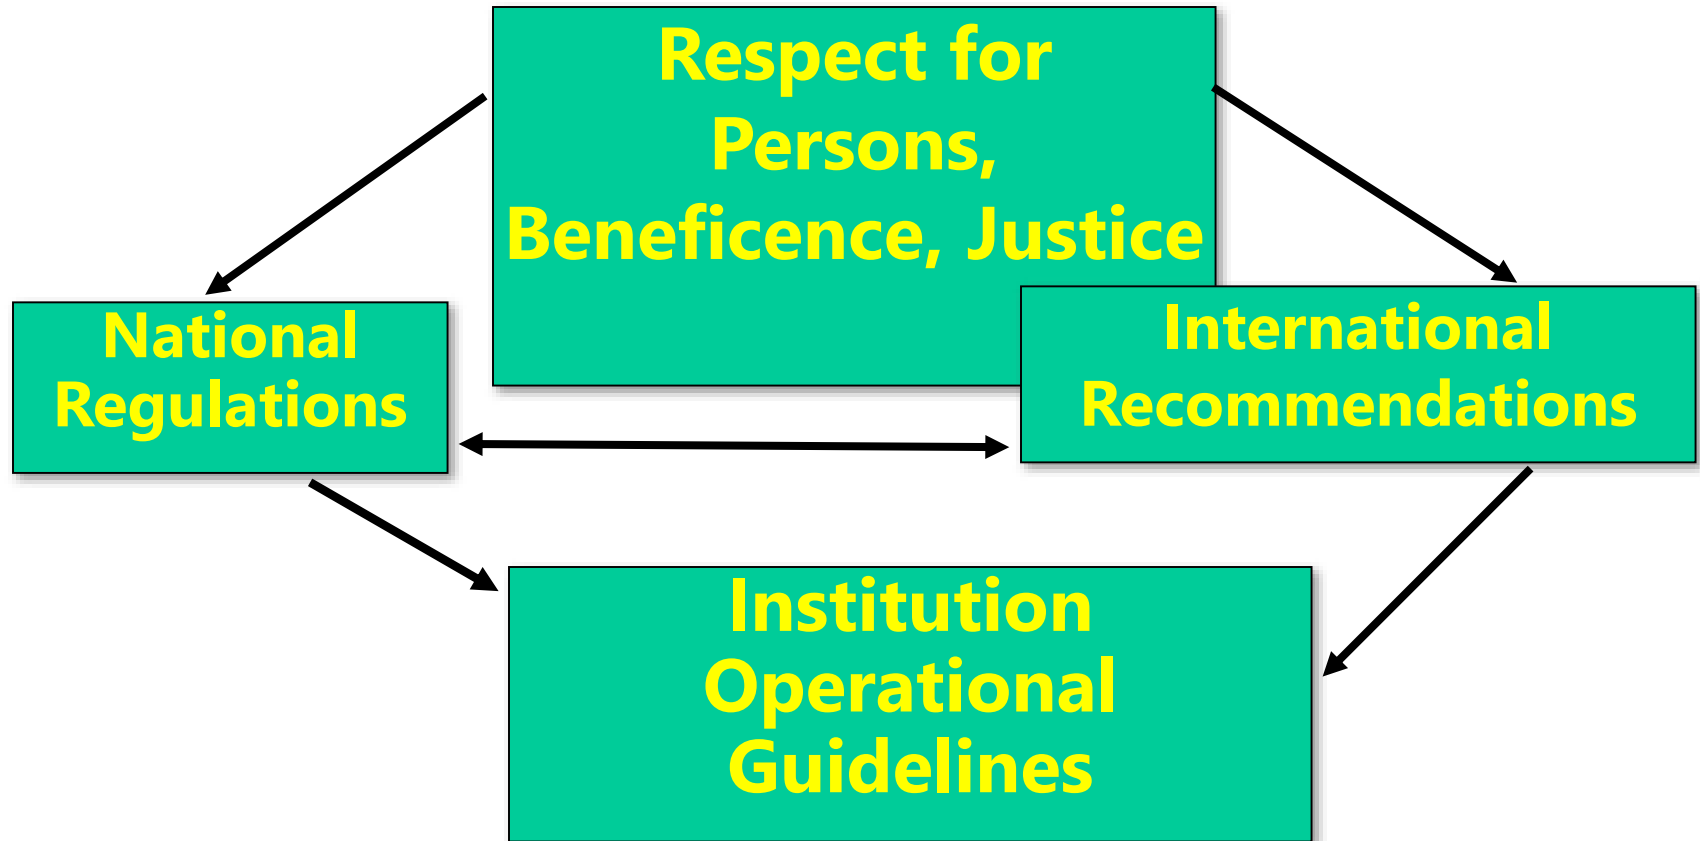 Respect for
Persons,
Beneficence, Justice
National
Regulations
International
Recommendations
Institution
Operational
Guidelines